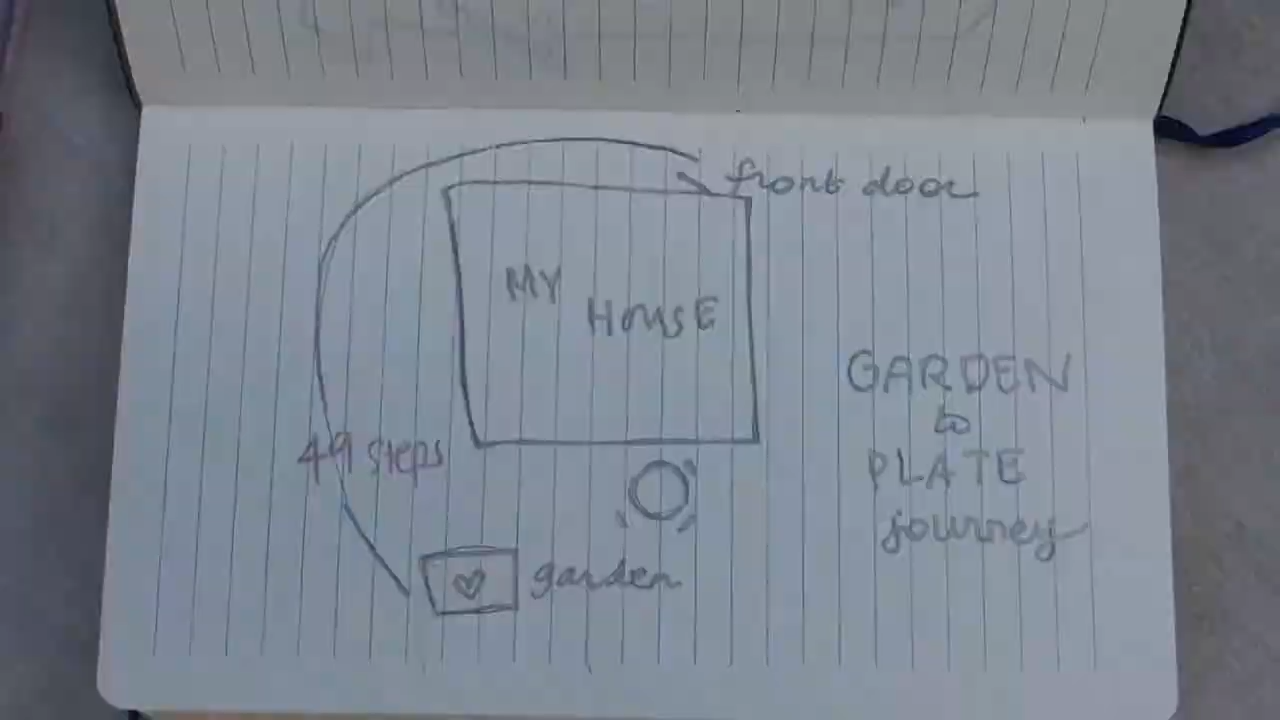 front door
MY
HOUSE
GARDEN
to
PLATE
journey
49 steps
garden